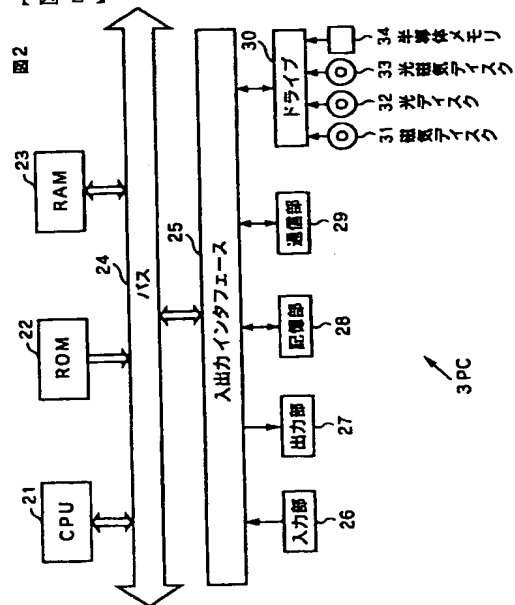 図2
21
CPU
22
ROM
23
RAM
24
バス
25
入出力インタフェース
入力部
26
出力部
27
記憶部
28
通信部
29
30
ドライブ
31 磁気ディスク
32 光ディスク
33 光磁気ディスク
34 半導体メモリ
3 PC